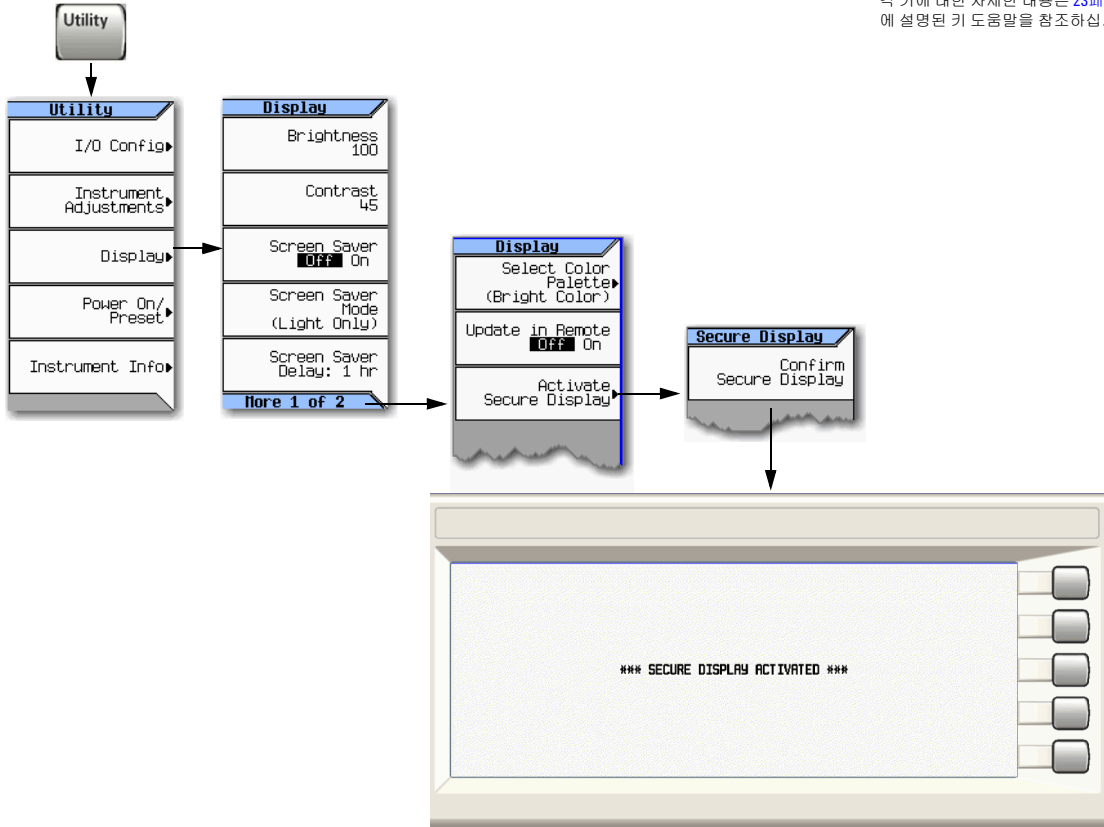 각 키에 대한 자세한 내용은 23페
에 설명된 키 도움말을 참조하십
Utility
Utility
I/O Config
Instrument
Adjustments
Display
Power On/
Preset
Instrument Info
Display
Brightness
100
Contrast
45
Screen Saver
Off On
Screen Saver
Mode
(Light Only)
Screen Saver
Delay: 1 hr
More 1 of 2
Display
Select Color
Palette
(Bright Color)
Update in Remote
Off On
Activate
Secure Display
Secure Display
Confirm
Secure Display
*** SECURE DISPLAY ACTIVATED ***